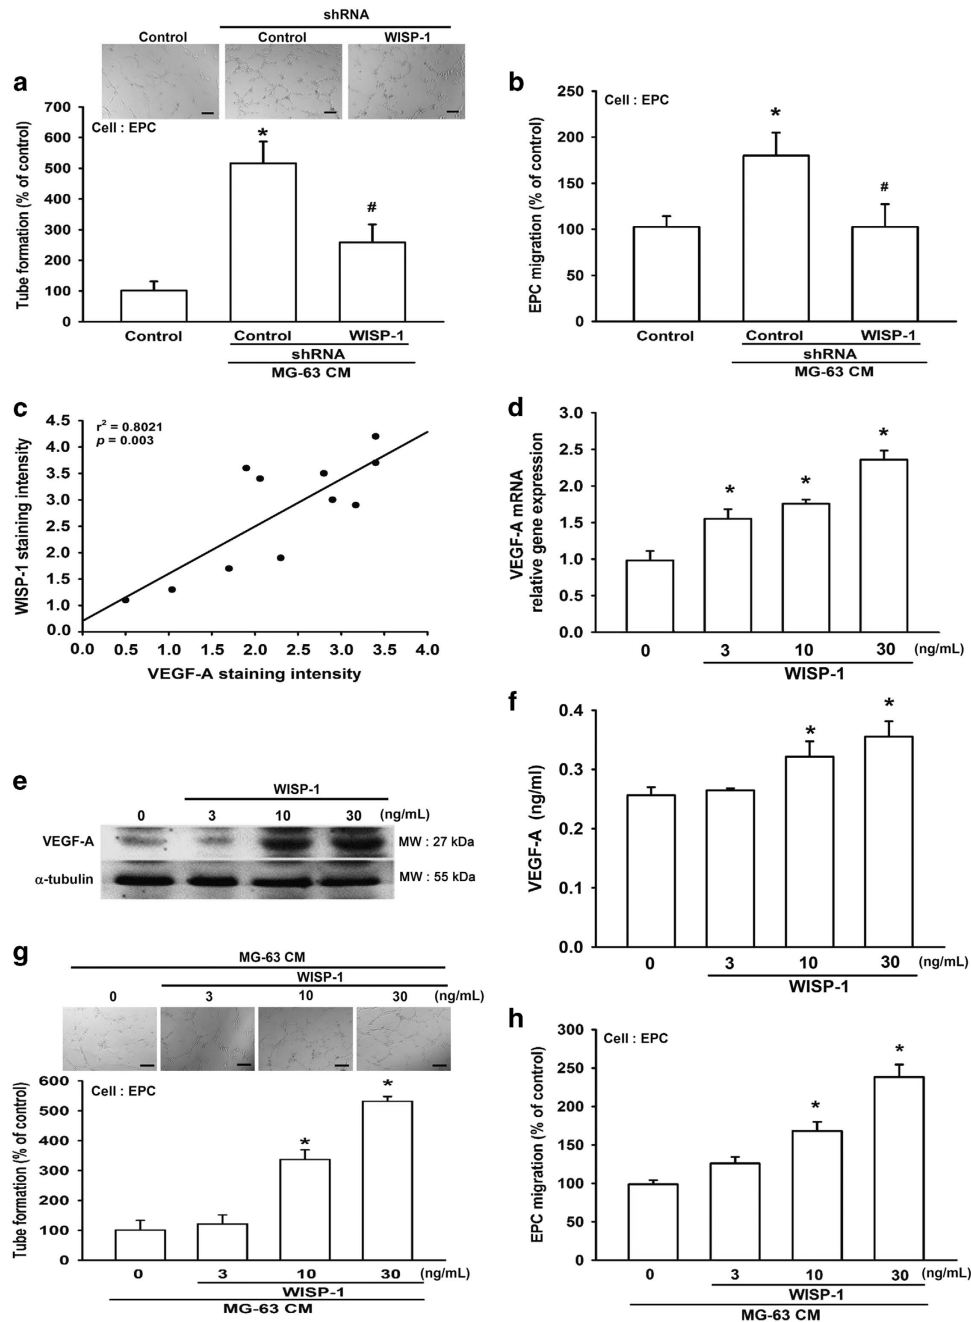 shRNA
Control Control WISP-1
a
Cell : EPC
Tube formation (% of control)
700
600
500
400
300
200
100
0
*
#
Control Control WISP-1
shRNA
MG-63 CM
b
Cell : EPC
EPC migration (% of control)
250
200
150
100
50
0
*
#
Control Control WISP-1
shRNA
MG-63 CM
c
r² = 0.8021
p = 0.003
WISP-1 staining intensity
4.5
4.0
3.5
3.0
2.5
2.0
1.5
1.0
0.0
0.0 0.5 1.0 1.5 2.0 2.5 3.0 3.5 4.0
VEGF-A staining intensity
d
VEGF-A mRNA
relative gene expression
3.0
2.5
2.0
1.5
1.0
0.5
0.0
* * *
0 3 10 30 (ng/mL)
WISP-1
e
WISP-1
0 3 10 30 (ng/mL)
VEGF-A MW : 27 kDa
α-tubulin MW : 55 kDa
f
VEGF-A (ng/ml)
0.4
0.3
0.2
0.1
0.0
* *
0 3 10 30 (ng/mL)
WISP-1
g
MG-63 CM
WISP-1
0 3 10 30 (ng/mL)
Cell : EPC
Tube formation (% of control)
600
500
400
300
200
100
0
* *
0 3 10 30 (ng/mL)
WISP-1
MG-63 CM
h
Cell : EPC
EPC migration (% of control)
300
250
200
150
100
50
0
* *
0 3 10 30 (ng/mL)
WISP-1
MG-63 CM